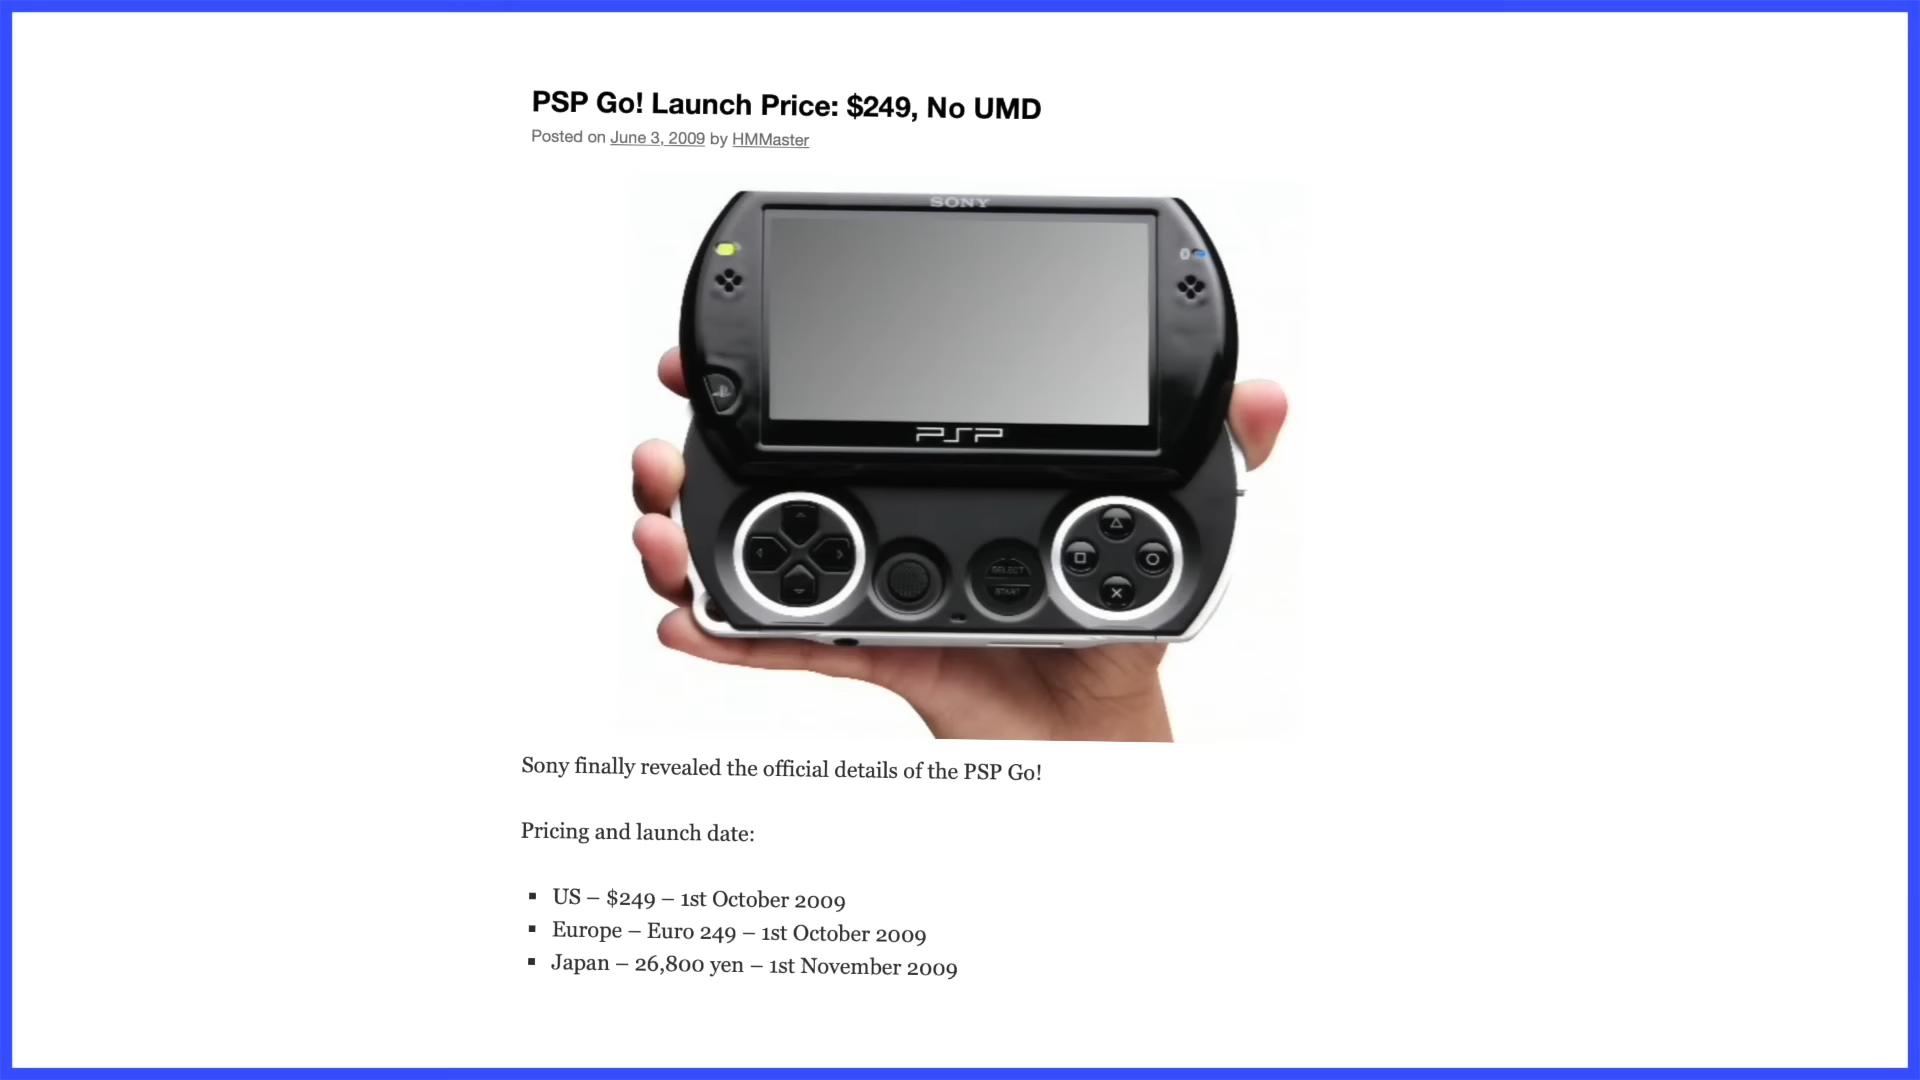 PSP Go! Launch Price: $249, No UMD
Posted on June 3, 2009 by HMMaster
SONY
PSP
SELECT
START
Sony finally revealed the official details of the PSP Go!
Pricing and launch date:
▪ US – $249 – 1st October 2009
▪ Europe – Euro 249 – 1st October 2009
▪ Japan – 26,800 yen – 1st November 2009